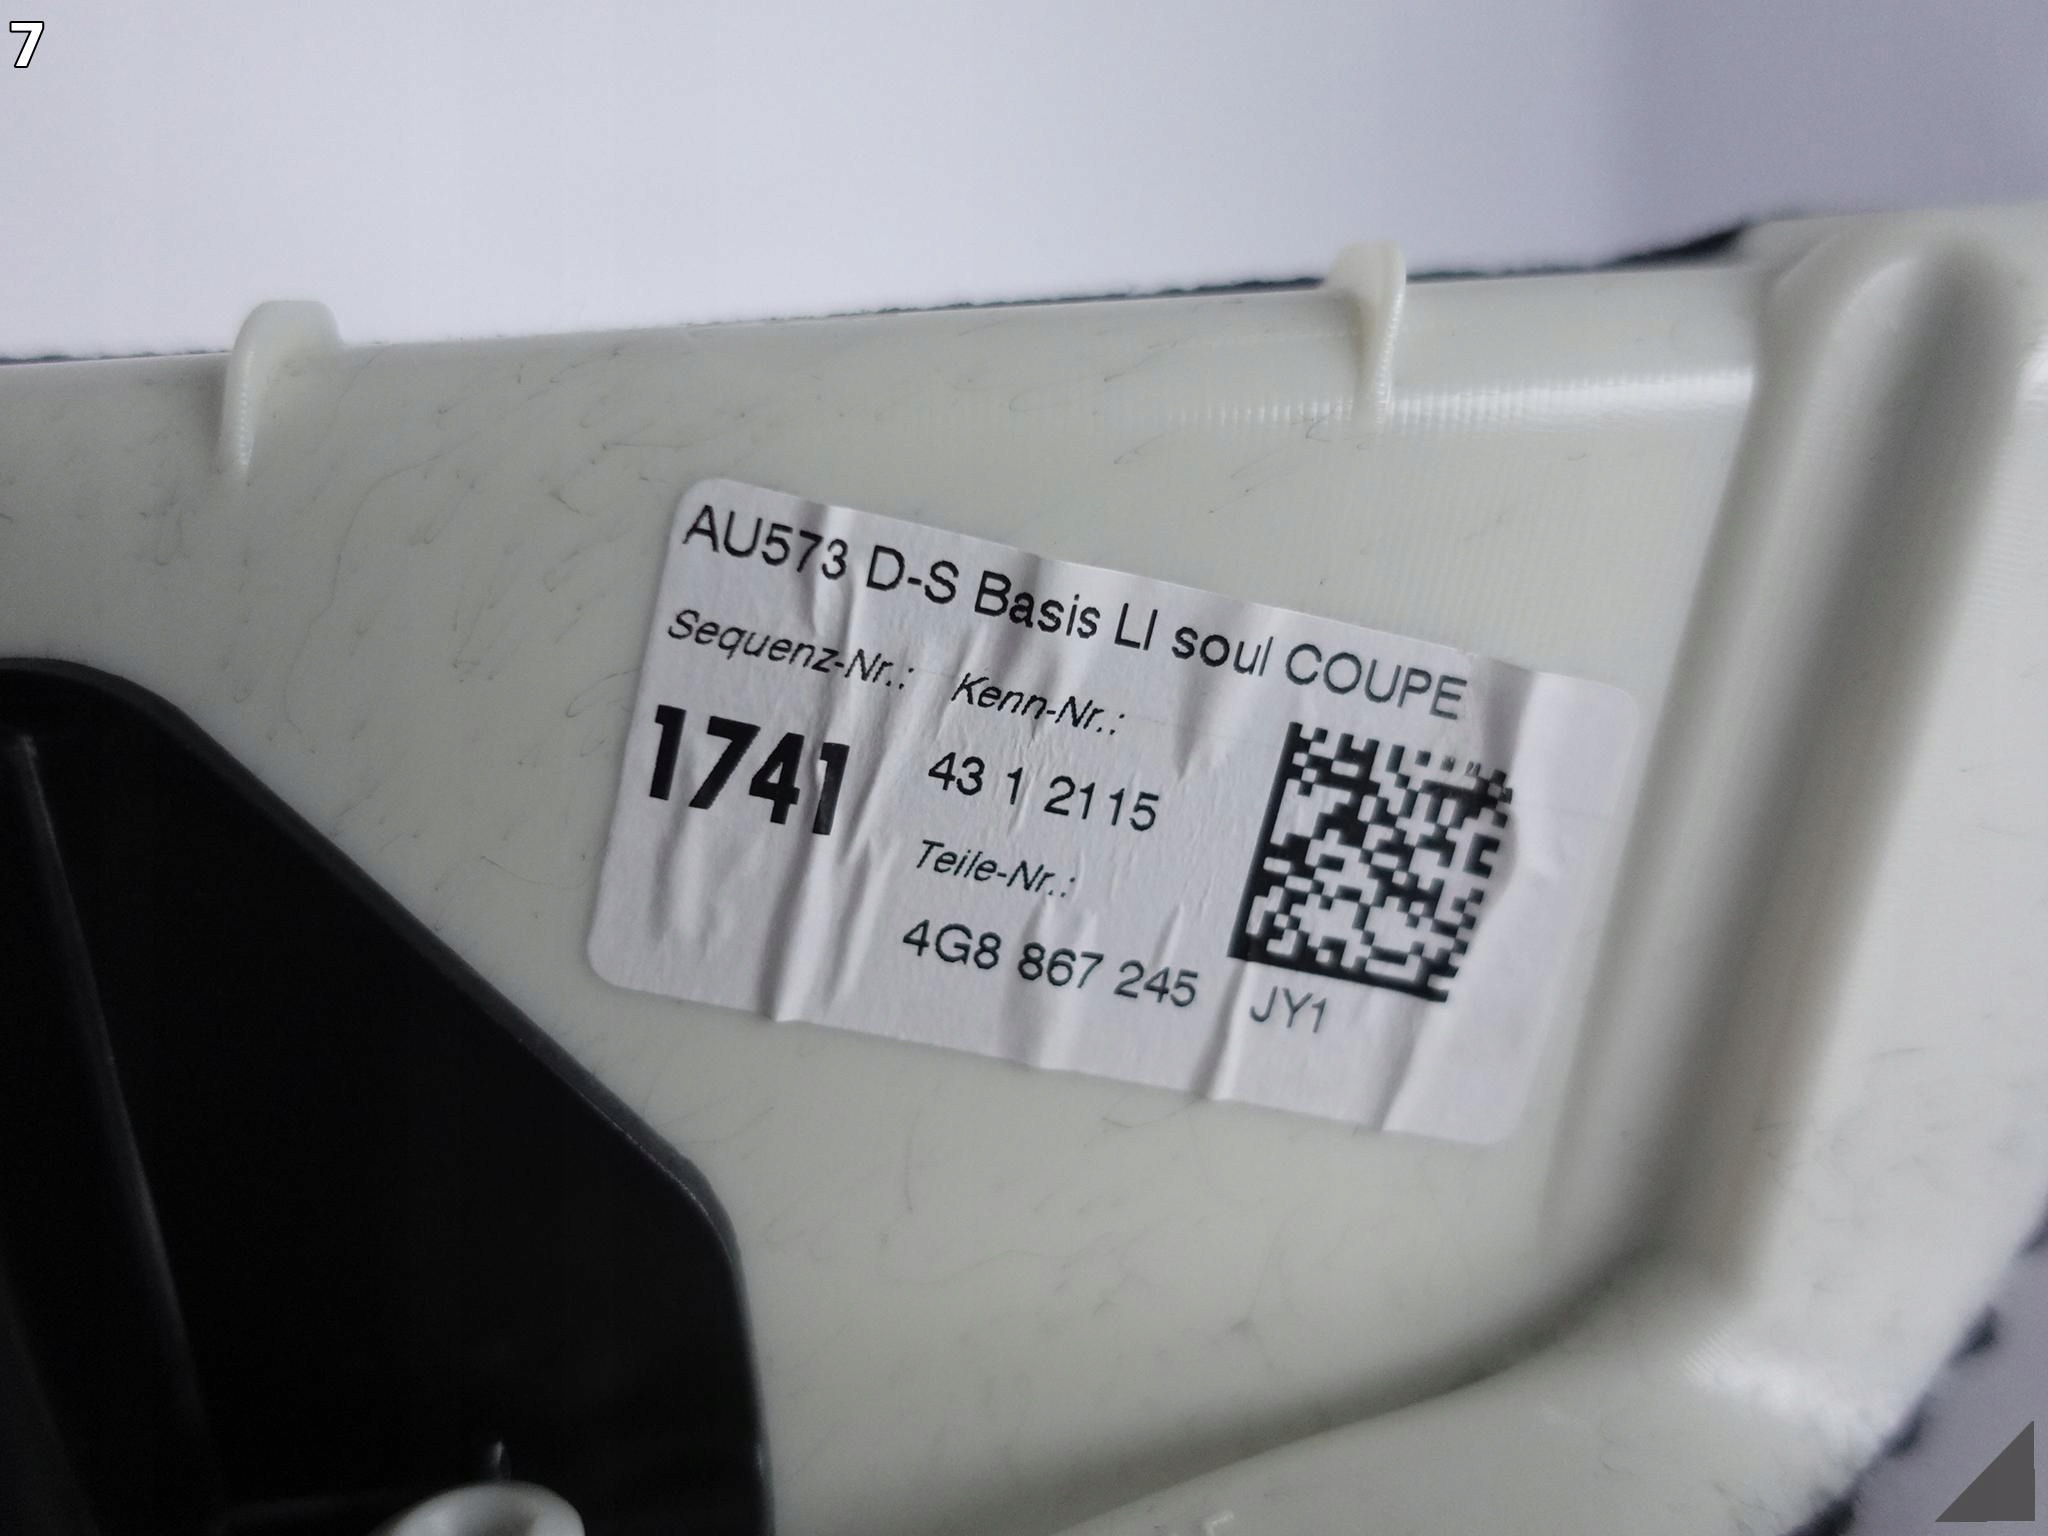 7
AU573 D-S Basis LI soul COUPE
Sequenz-Nr.: Kenn-Nr.:
1741 43 1 2115
Teile-Nr.:
4G8 867 245 JY1